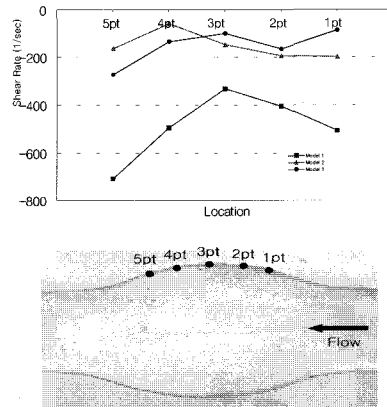 0
5pt 4pt 3pt 2pt 1pt
-200
-400
-600
-800
Shear Rate (1/sec)
Model 1
Model 2
Model 3
Location
5pt 4pt 3pt 2pt 1pt
Flow